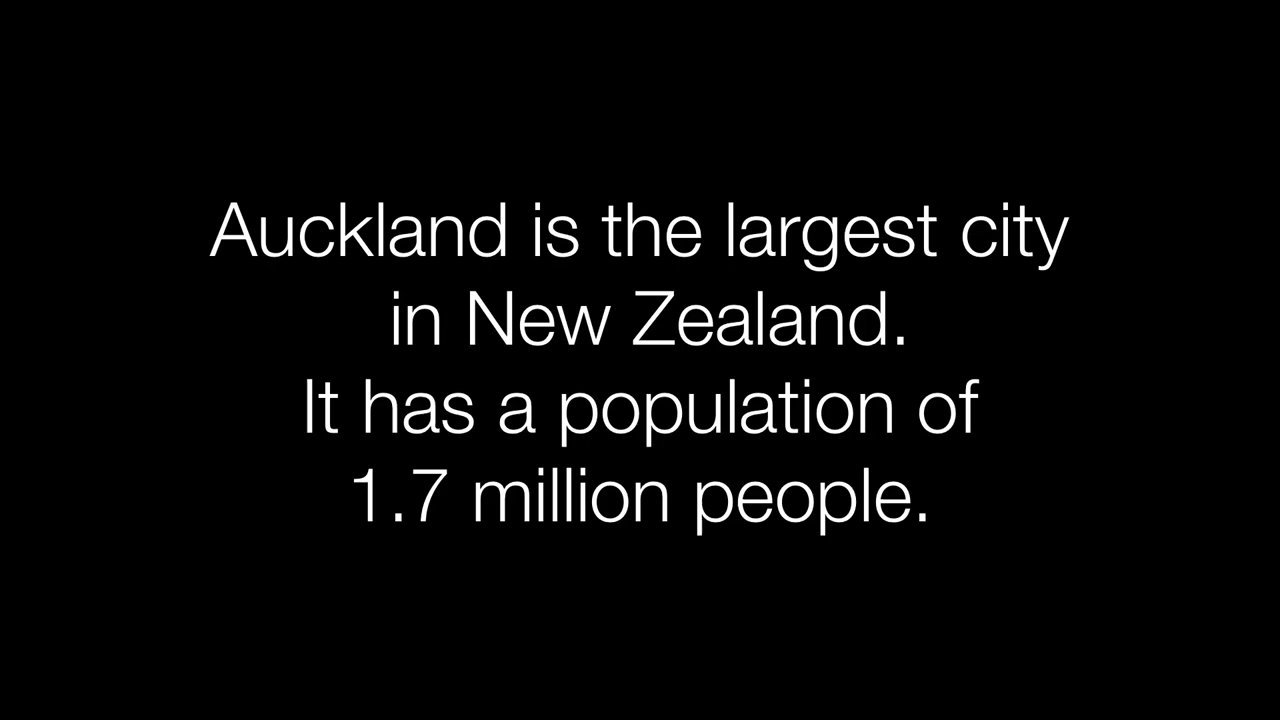 Auckland is the largest city
in New Zealand.
It has a population of
1.7 million people.